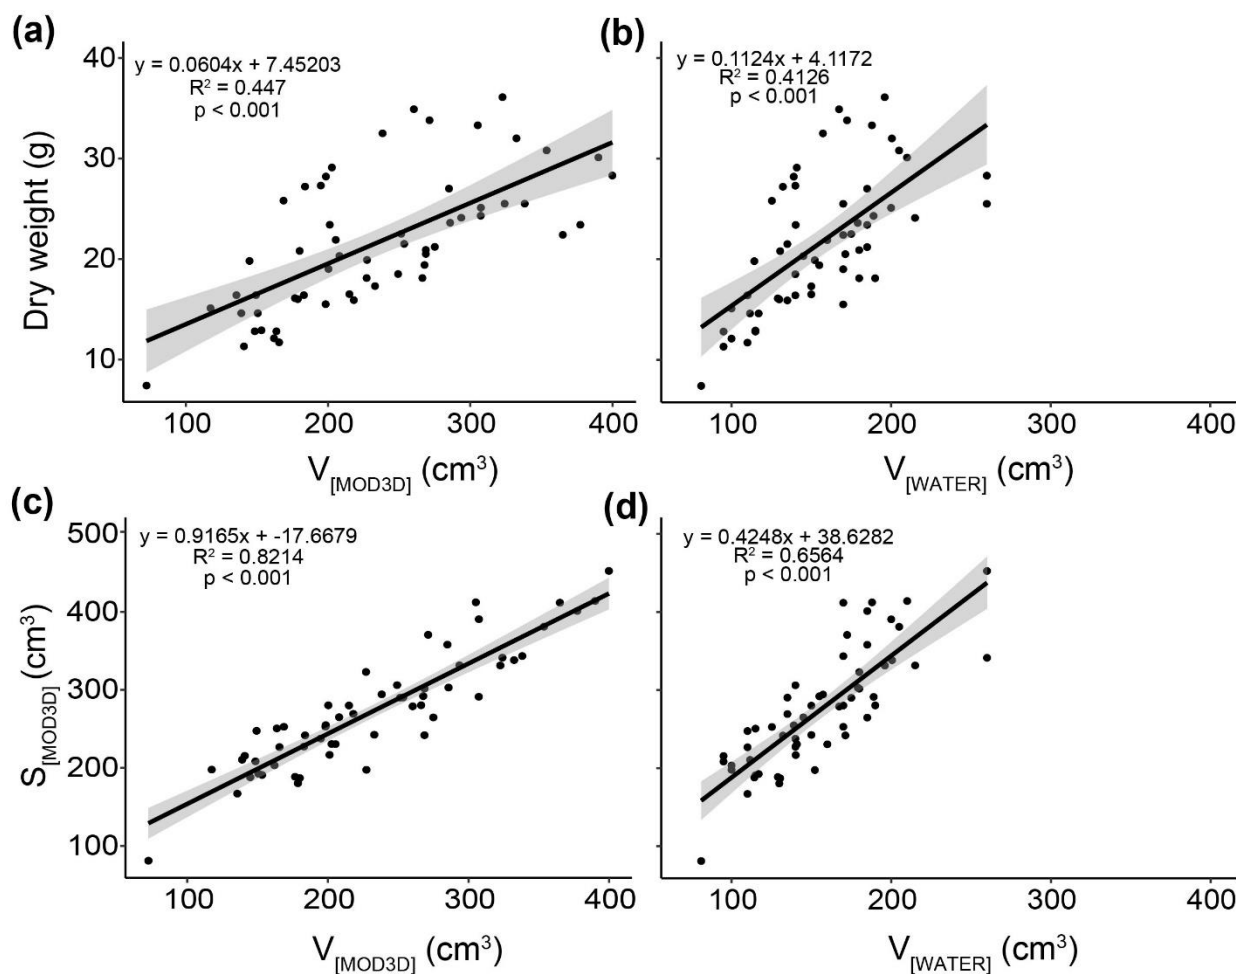 (a)
40
y = 0.0604x + 7.45203
R² = 0.447
p < 0.001
30
20
10
Dry weight (g)
100 200 300 400
V[MOD3D] (cm³)
(b)
y = 0.1124x + 4.1172
R² = 0.4126
p < 0.001
100 200 300 400
V[WATER] (cm³)
(c)
500
y = 0.9165x + -17.6679
R² = 0.8214
p < 0.001
400
300
200
100
S[MOD3D] (cm³)
100 200 300 400
V[MOD3D] (cm³)
(d)
y = 0.4248x + 38.6282
R² = 0.6564
p < 0.001
100 200 300 400
V[WATER] (cm³)